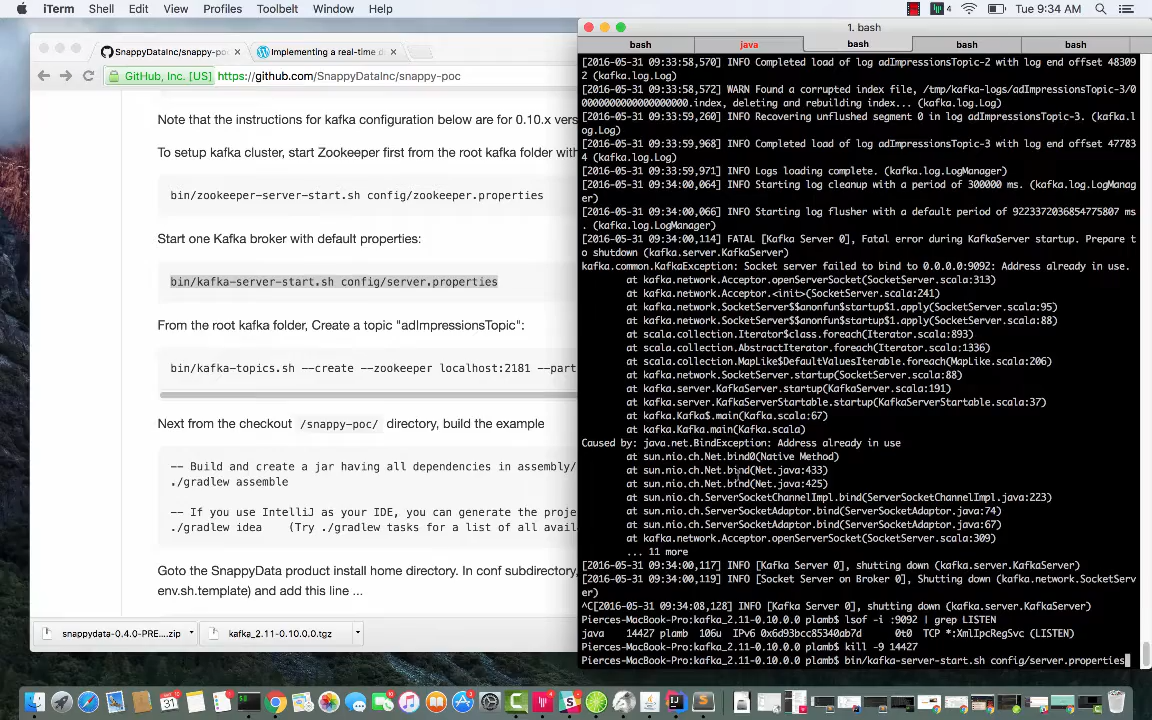 iTerm Shell Edit View Profiles Toolbelt Window Help
4
Tue 9:34 AM
SnappyDataInc/snappy-poc
Implementing a real-time d
GitHub, Inc. [US] https://github.com/SnappyDataInc/snappy-poc
Note that the instructions for kafka configuration below are for 0.10.x vers
To setup kafka cluster, start Zookeeper first from the root kafka folder with
bin/zookeeper-server-start.sh config/zookeeper.properties
Start one Kafka broker with default properties:
bin/kafka-server-start.sh config/server.properties
From the root kafka folder, Create a topic "adImpressionsTopic":
bin/kafka-topics.sh --create --zookeeper localhost:2181 --part
Next from the checkout /snappy-poc/ directory, build the example
-- Build and create a jar having all dependencies in assembly/
./gradlew assemble
-- If you use IntelliJ as your IDE, you can generate the proje
./gradlew idea (Try ./gradlew tasks for a list of all avail
Goto the SnappyData product install home directory. In conf subdirectory,
env.sh.template) and add this line ...
snappydata-0.4.0-PRE....zip
kafka_2.11-0.10.0.0.tgz
1. bash
bash java bash bash bash
[2016-05-31 09:33:58,570] INFO Completed load of log adImpressionsTopic-2 with log end offset 48309
2 (kafka.log.Log)
[2016-05-31 09:33:58,572] WARN Found a corrupted index file, /tmp/kafka-logs/adImpressionsTopic-3/0
0000000000000000000.index, deleting and rebuilding index... (kafka.log.Log)
[2016-05-31 09:33:59,260] INFO Recovering unflushed segment 0 in log adImpressionsTopic-3. (kafka.l
og.Log)
[2016-05-31 09:33:59,968] INFO Completed load of log adImpressionsTopic-3 with log end offset 47783
4 (kafka.log.Log)
[2016-05-31 09:33:59,971] INFO Logs loading complete. (kafka.log.LogManager)
[2016-05-31 09:34:00,064] INFO Starting log cleanup with a period of 300000 ms. (kafka.log.LogManag
er)
[2016-05-31 09:34:00,066] INFO Starting log flusher with a default period of 9223372036854775807 ms
. (kafka.log.LogManager)
[2016-05-31 09:34:00,114] FATAL [Kafka Server 0], Fatal error during KafkaServer startup. Prepare t
o shutdown (kafka.server.KafkaServer)
kafka.common.KafkaException: Socket server failed to bind to 0.0.0.0:9092: Address already in use.
at kafka.network.Acceptor.openServerSocket(SocketServer.scala:313)
at kafka.network.Acceptor.<init>(SocketServer.scala:241)
at kafka.network.SocketServer$$anonfun$startup$1.apply(SocketServer.scala:95)
at kafka.network.SocketServer$$anonfun$startup$1.apply(SocketServer.scala:88)
at scala.collection.Iterator$class.foreach(Iterator.scala:893)
at scala.collection.AbstractIterator.foreach(Iterator.scala:1336)
at scala.collection.MapLike$DefaultValuesIterable.foreach(MapLike.scala:206)
at kafka.network.SocketServer.startup(SocketServer.scala:88)
at kafka.server.KafkaServer.startup(KafkaServer.scala:191)
at kafka.server.KafkaServerStartable.startup(KafkaServerStartable.scala:37)
at kafka.Kafka$.main(Kafka.scala:67)
at kafka.Kafka.main(Kafka.scala)
Caused by: java.net.BindException: Address already in use
at sun.nio.ch.Net.bind0(Native Method)
at sun.nio.ch.Net.bind(Net.java:433)
at sun.nio.ch.Net.bind(Net.java:425)
at sun.nio.ch.ServerSocketChannelImpl.bind(ServerSocketChannelImpl.java:223)
at sun.nio.ch.ServerSocketAdaptor.bind(ServerSocketAdaptor.java:74)
at sun.nio.ch.ServerSocketAdaptor.bind(ServerSocketAdaptor.java:67)
at kafka.network.Acceptor.openServerSocket(SocketServer.scala:309)
... 11 more
[2016-05-31 09:34:00,117] INFO [Kafka Server 0], shutting down (kafka.server.KafkaServer)
[2016-05-31 09:34:00,119] INFO [Socket Server on Broker 0], Shutting down (kafka.network.SocketServ
er)
^C[2016-05-31 09:34:08,128] INFO [Kafka Server 0], shutting down (kafka.server.KafkaServer)
Pierces-MacBook-Pro:kafka_2.11-0.10.0.0 plamb$ lsof -i :9092 | grep LISTEN
java 14427 plamb 106u IPv6 0x6d93bcc85340ab7d 0t0 TCP *:XmlIpcRegSvc (LISTEN)
Pierces-MacBook-Pro:kafka_2.11-0.10.0.0 plamb$ kill -9 14427
Pierces-MacBook-Pro:kafka_2.11-0.10.0.0 plamb$ bin/kafka-server-start.sh config/server.properties